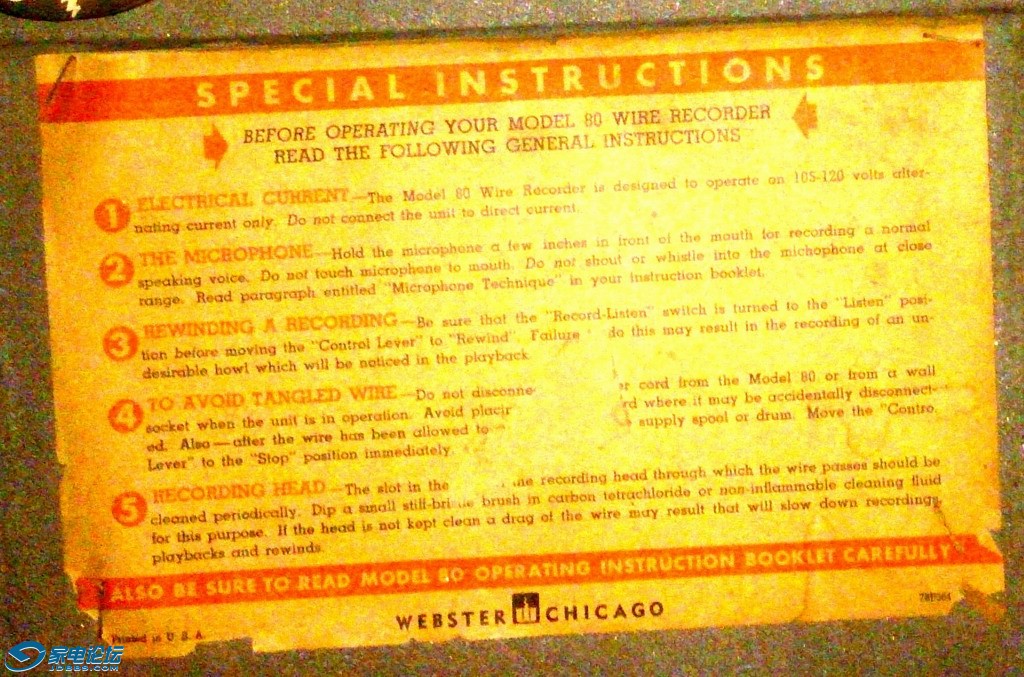 SPECIAL INSTRUCTIONS
BEFORE OPERATING YOUR MODEL 80 WIRE RECORDER
READ THE FOLLOWING GENERAL INSTRUCTIONS
1 ELECTRICAL CURRENT—The Model 80 Wire Recorder is designed to operate on 105-120 volts alter-
nating current only. Do not connect the unit to direct current.
2 THE MICROPHONE—Hold the microphone a few inches in front of the mouth for recording a normal
speaking voice. Do not touch microphone to mouth. Do not shout or whistle into the microphone at close
range. Read paragraph entitled "Microphone Technique" in your instruction booklet.
3 REWINDING A RECORDING—Be sure that the "Record-Listen" switch is turned to the "Listen" posi-
tion before moving the "Control Lever" to "Rewind". Failure do this may result in the recording of an un-
desirable howl which will be noticed in the playback.
4 TO AVOID TANGLED WIRE—Do not disconne er cord from the Model 80 or from a wall
socket when the unit is in operation. Avoid placir rd where it may be accidentally disconnect-
ed. Also—after the wire has been allowed to supply spool or drum. Move the "Contro
Lever" to the "Stop" position immediately.
5 RECORDING HEAD—The slot in the recording head through which the wire passes should be
cleaned periodically. Dip a small stiff-bri brush in carbon tetrachloride or non-inflammable cleaning fluid
for this purpose. If the head is not kept clean a drag of the wire may result that will slow down recordings,
playbacks and rewinds.
ALSO BE SURE TO READ MODEL 80 OPERATING INSTRUCTION BOOKLET CAREFULLY
WEBSTER CHICAGO
Printed in U.S.A.
家电论坛
JDBBS.COM